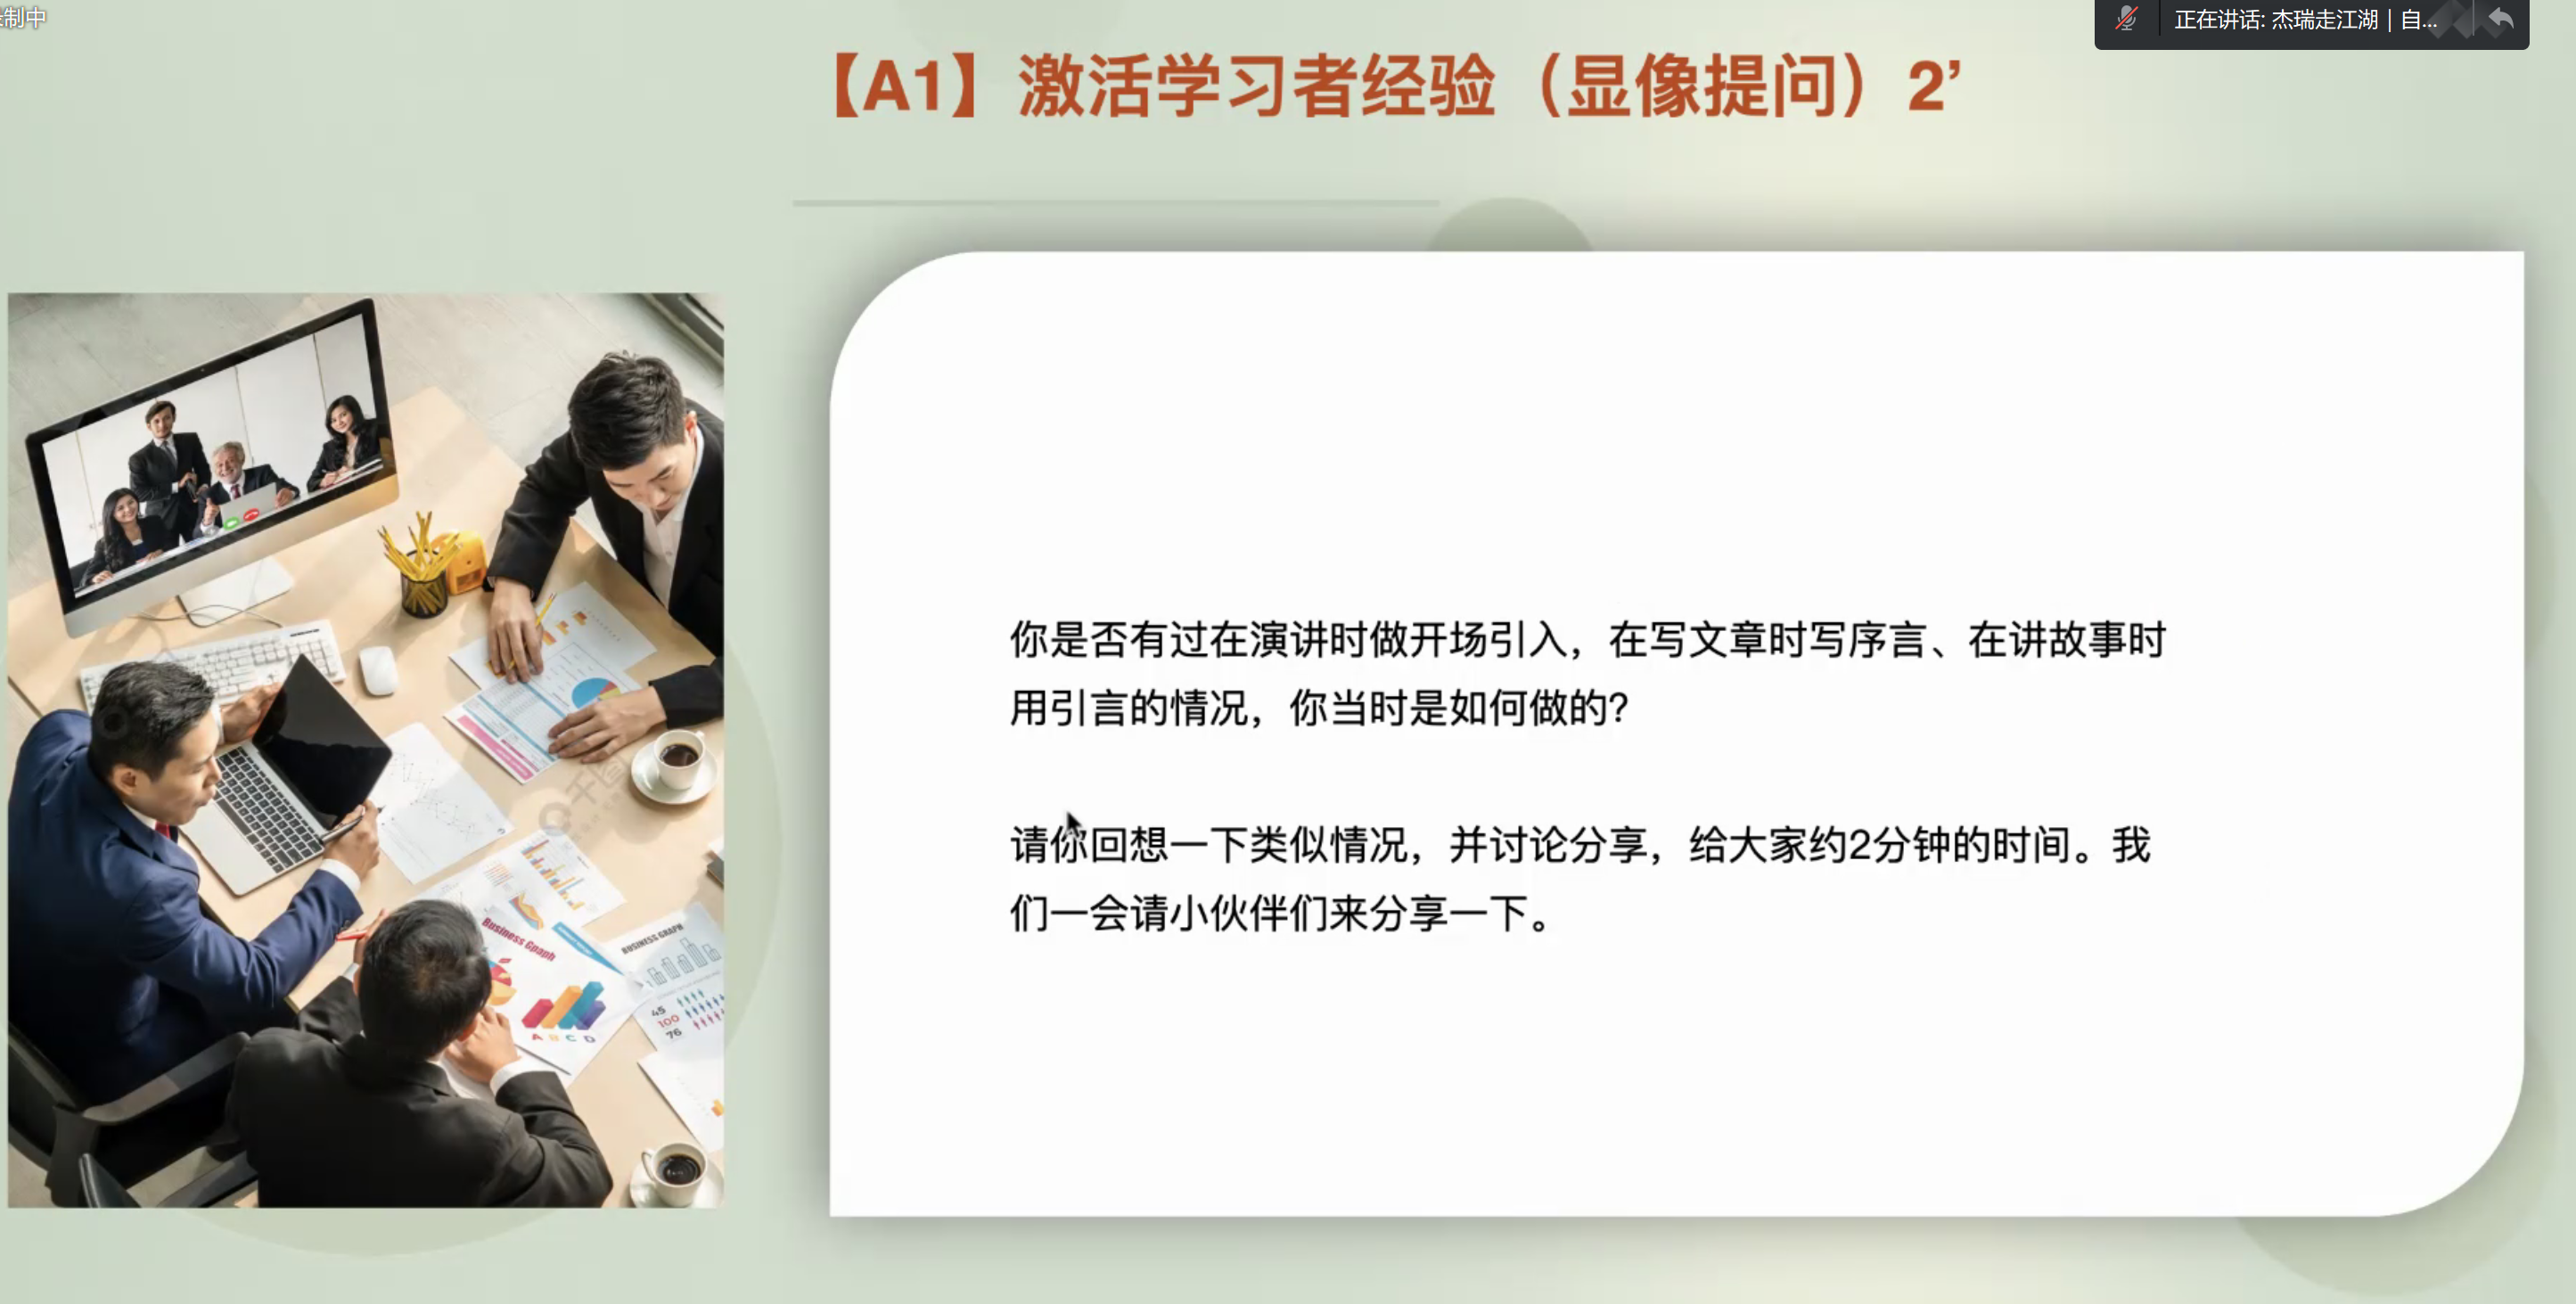 制中
正在讲话: 杰瑞走江湖 | 自...
【A1】激活学习者经验（显像提问）2’
你是否有过在演讲时做开场引入，在写文章时写序言、在讲故事时
用引言的情况，你当时是如何做的?
请你回想一下类似情况，并讨论分享，给大家约2分钟的时间。我
们一会请小伙伴们来分享一下。
千图
Business Graph
BUSINESS GRAPH
45
100
76
A B C D